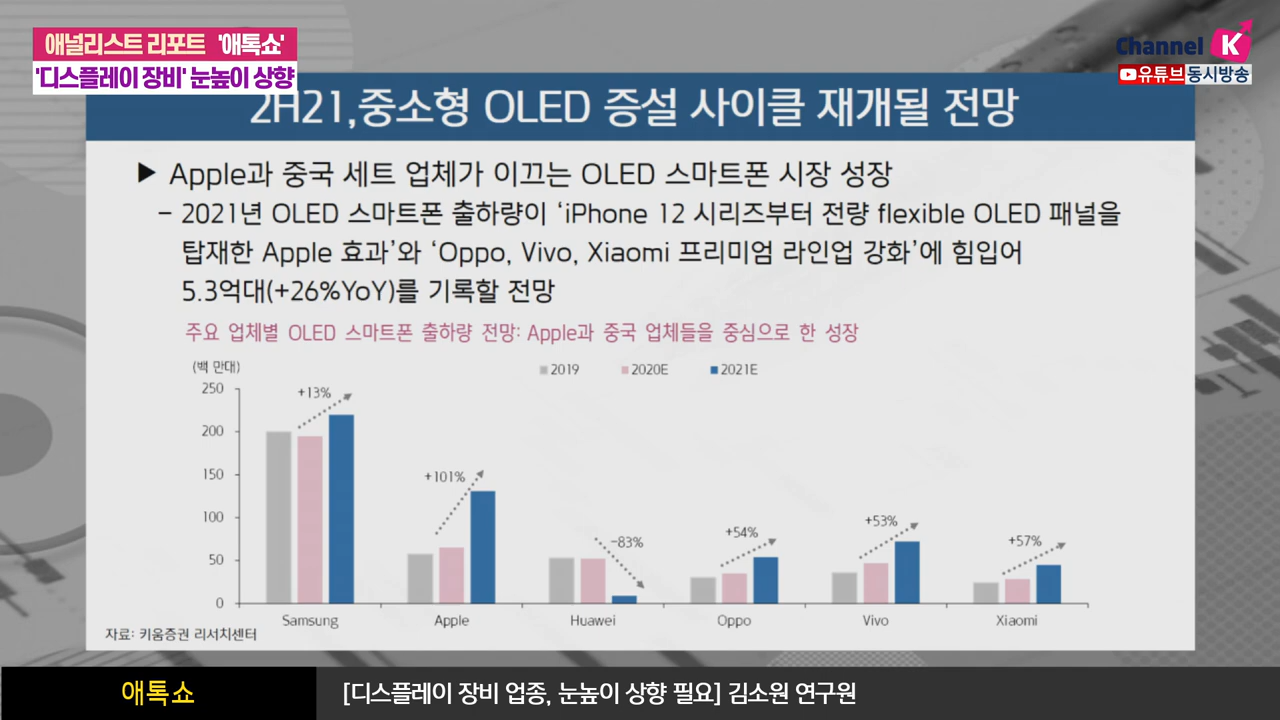 애널리스트 리포트 '애톡쇼'
'디스플레이 장비' 눈높이 상향
Channel K
유튜브동시방송
2H21,중소형 OLED 증설 사이클 재개될 전망
▶ Apple과 중국 세트 업체가 이끄는 OLED 스마트폰 시장 성장
- 2021년 OLED 스마트폰 출하량이 ‘iPhone 12 시리즈부터 전량 flexible OLED 패널을
탑재한 Apple 효과’와 ‘Oppo, Vivo, Xiaomi 프리미엄 라인업 강화’에 힘입어
5.3억대(+26%YoY)를 기록할 전망
주요 업체별 OLED 스마트폰 출하량 전망: Apple과 중국 업체들을 중심으로 한 성장
(백 만대)
2019 2020E 2021E
250
200
150
100
50
0
+13%
+101%
-83%
+54%
+53%
+57%
Samsung Apple Huawei Oppo Vivo Xiaomi
자료: 키움증권 리서치센터
애톡쇼
[디스플레이 장비 업종, 눈높이 상향 필요] 김소원 연구원